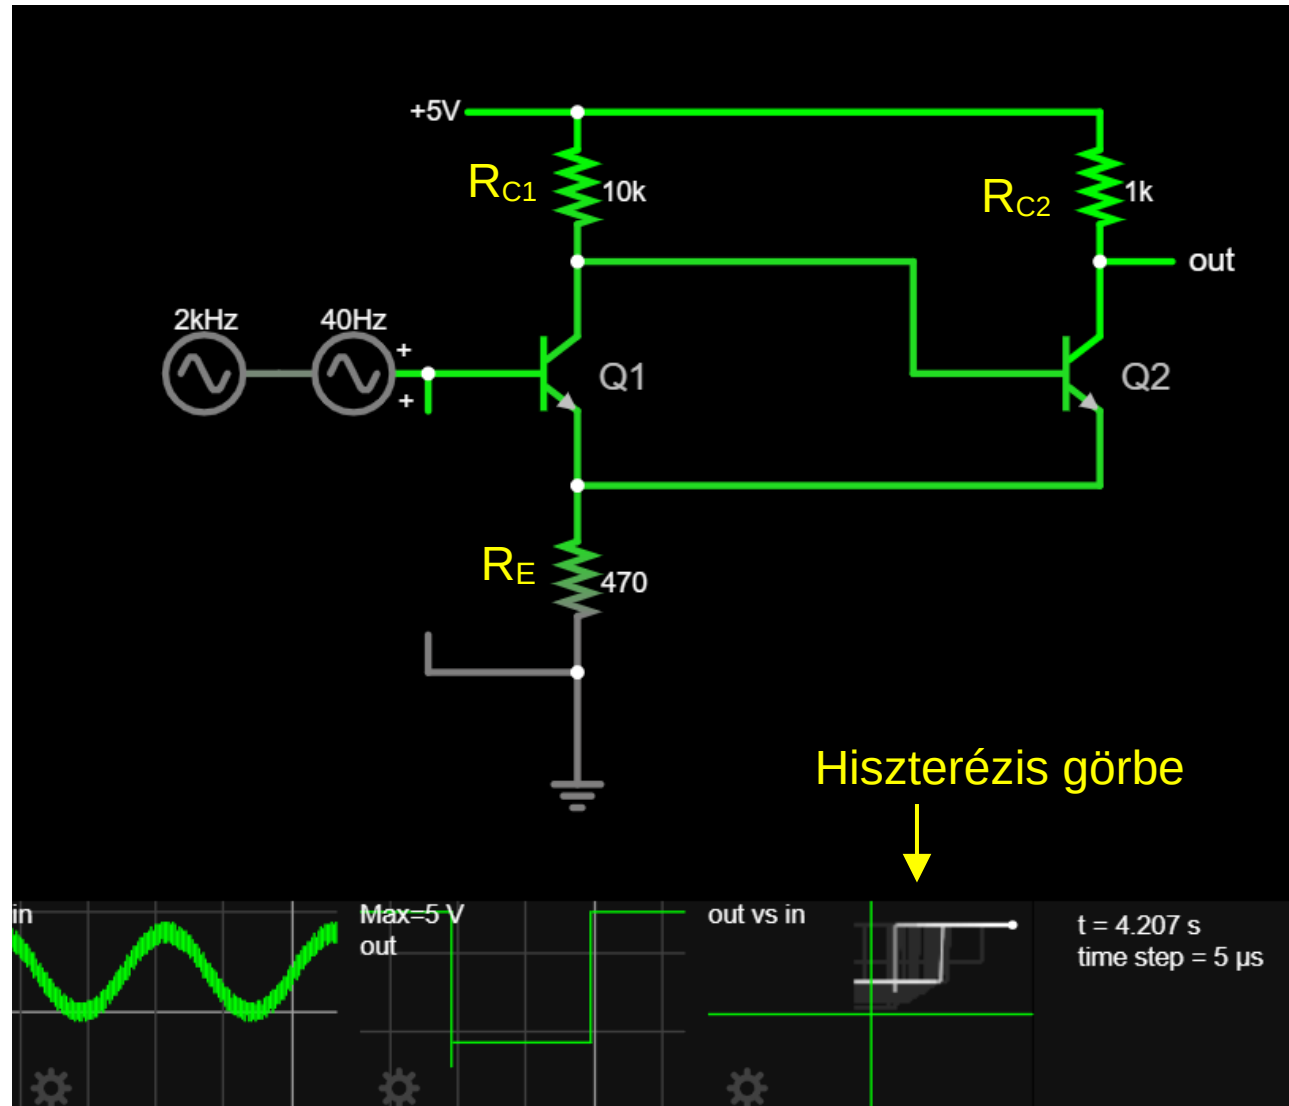 +5V
RC1
10k
RC2
1k
out
2kHz
40Hz
+
+
Q1
Q2
RE
470
Hiszterézis görbe
in
Max=5 V
out
out vs in
t = 4.207 s
time step = 5 µs